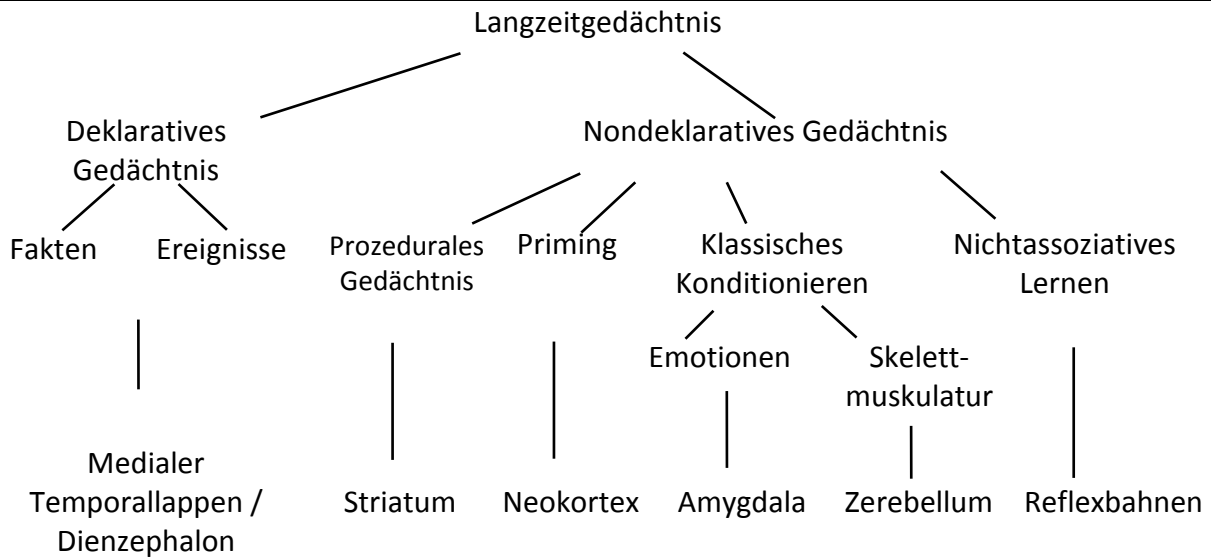 Langzeitgedächtnis
Deklaratives
Gedächtnis
Nondeklaratives Gedächtnis
Fakten
Ereignisse
Prozedurales
Gedächtnis
Priming
Klassisches
Konditionieren
Nichtassoziatives
Lernen
Emotionen
Skelett-
muskulatur
Medialer
Temporallappen /
Dienzephalon
Striatum
Neokortex
Amygdala
Zerebellum
Reflexbahnen